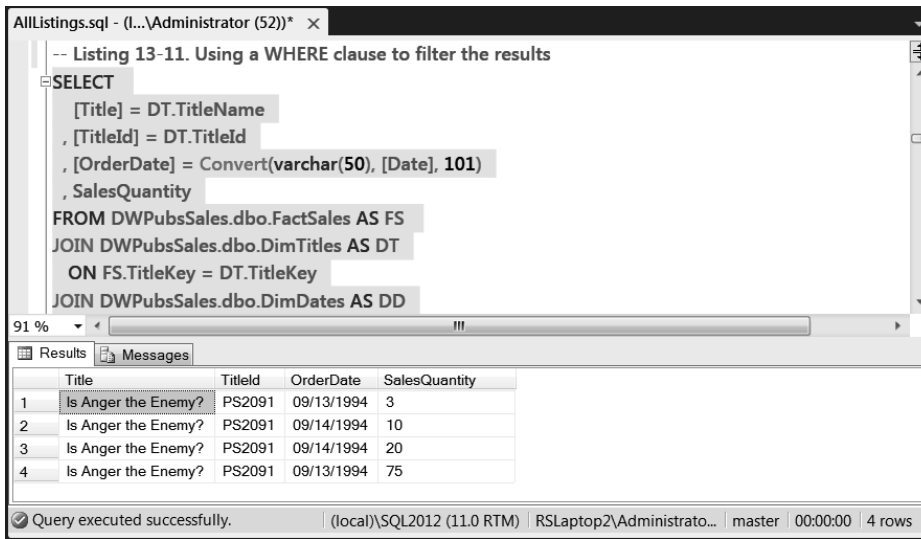 AllListings.sql - (l...\Administrator (52))* ×
-- Listing 13-11. Using a WHERE clause to filter the results
SELECT
[Title] = DT.TitleName
, [TitleId] = DT.TitleId
, [OrderDate] = Convert(varchar(50), [Date], 101)
, SalesQuantity
FROM DWPubsSales.dbo.FactSales AS FS
JOIN DWPubsSales.dbo.DimTitles AS DT
ON FS.TitleKey = DT.TitleKey
JOIN DWPubsSales.dbo.DimDates AS DD
91 %
Results Messages
Title TitleId OrderDate SalesQuantity
1 Is Anger the Enemy? PS2091 09/13/1994 3
2 Is Anger the Enemy? PS2091 09/14/1994 10
3 Is Anger the Enemy? PS2091 09/14/1994 20
4 Is Anger the Enemy? PS2091 09/13/1994 75
Query executed successfully. (local)\SQL2012 (11.0 RTM) RSLaptop2\Administrato... master 00:00:00 4 rows